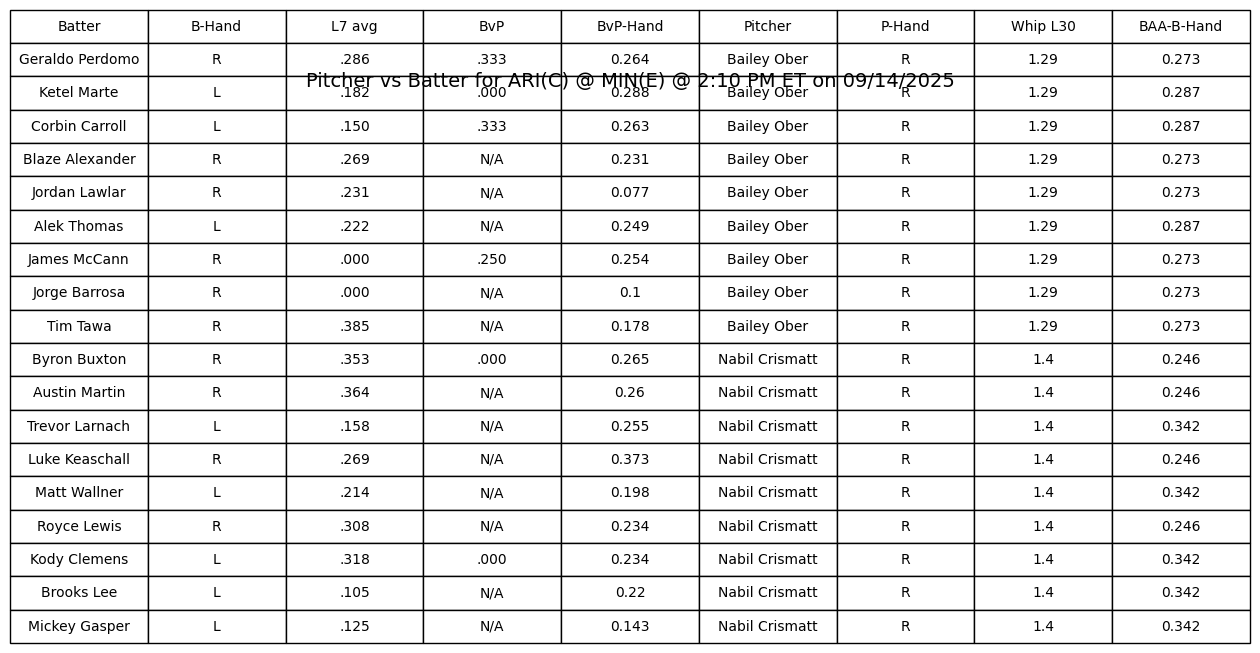 Batter B-Hand L7 avg BvP BvP-Hand Pitcher P-Hand Whip L30 BAA-B-Hand
Geraldo Perdomo R .286 .333 0.264 Bailey Ober R 1.29 0.273
Pitcher vs Batter for ARI(C) @ MIN(E) @ 2:10 PM ET on 09/14/2025
Ketel Marte L .182 .000 0.288 Bailey Ober R 1.29 0.287
Corbin Carroll L .150 .333 0.263 Bailey Ober R 1.29 0.287
Blaze Alexander R .269 N/A 0.231 Bailey Ober R 1.29 0.273
Jordan Lawlar R .231 N/A 0.077 Bailey Ober R 1.29 0.273
Alek Thomas L .222 N/A 0.249 Bailey Ober R 1.29 0.287
James McCann R .000 .250 0.254 Bailey Ober R 1.29 0.273
Jorge Barrosa R .000 N/A 0.1 Bailey Ober R 1.29 0.273
Tim Tawa R .385 N/A 0.178 Bailey Ober R 1.29 0.273
Byron Buxton R .353 .000 0.265 Nabil Crismatt R 1.4 0.246
Austin Martin R .364 N/A 0.26 Nabil Crismatt R 1.4 0.246
Trevor Larnach L .158 N/A 0.255 Nabil Crismatt R 1.4 0.342
Luke Keaschall R .269 N/A 0.373 Nabil Crismatt R 1.4 0.246
Matt Wallner L .214 N/A 0.198 Nabil Crismatt R 1.4 0.342
Royce Lewis R .308 N/A 0.234 Nabil Crismatt R 1.4 0.246
Kody Clemens L .318 .000 0.234 Nabil Crismatt R 1.4 0.342
Brooks Lee L .105 N/A 0.22 Nabil Crismatt R 1.4 0.342
Mickey Gasper L .125 N/A 0.143 Nabil Crismatt R 1.4 0.342